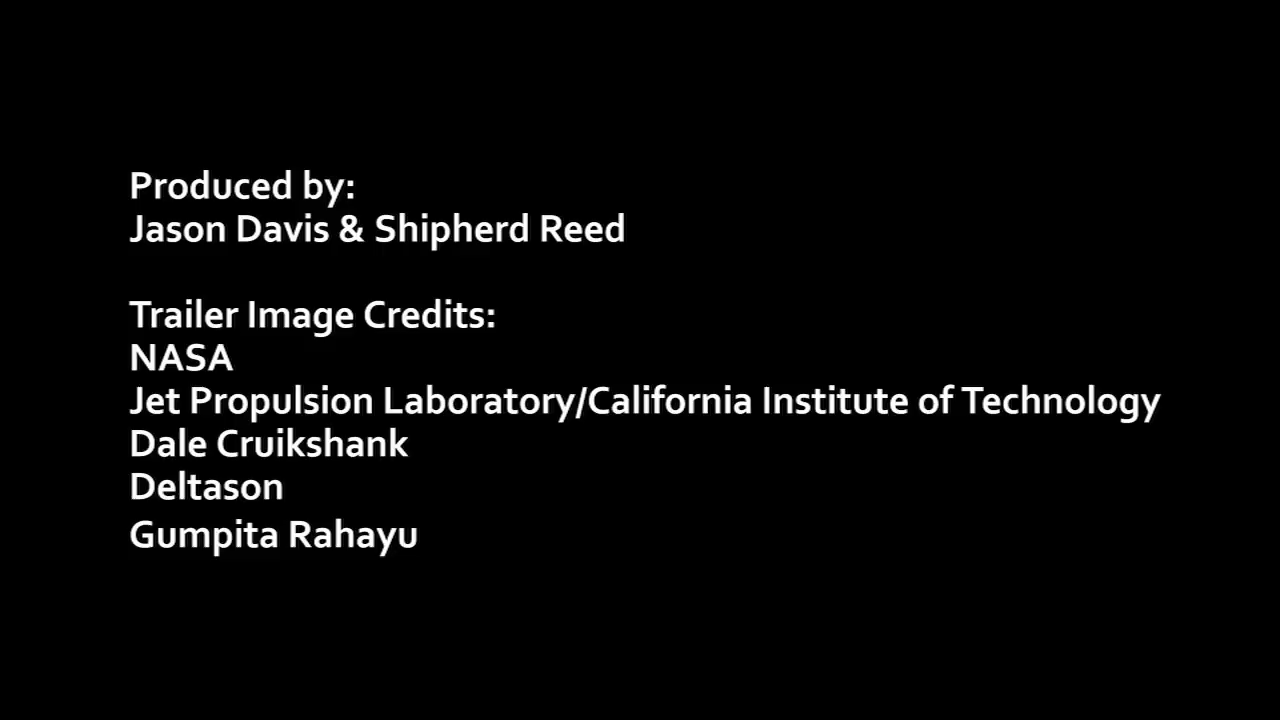 Produced by:
Jason Davis & Shipherd Reed
Trailer Image Credits:
NASA
Jet Propulsion Laboratory/California Institute of Technology
Dale Cruikshank
Deltason
Gumpita Rahayu